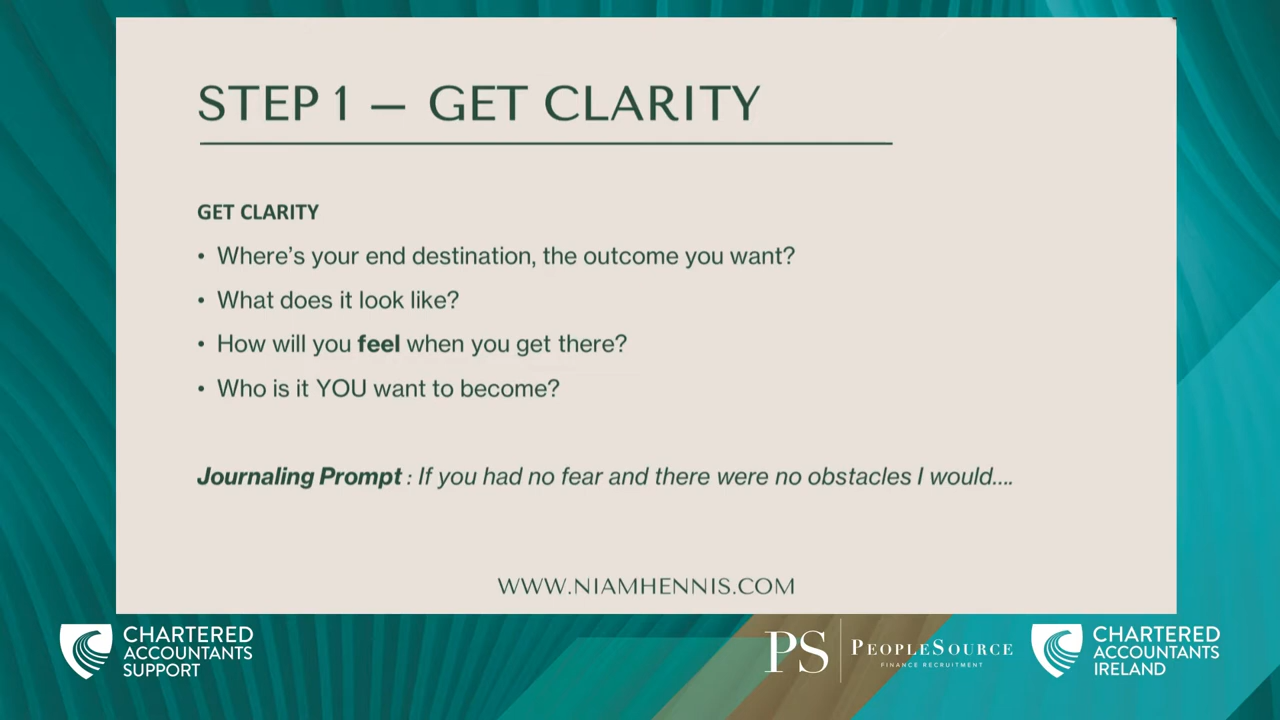 STEP 1 – GET CLARITY
GET CLARITY
• Where's your end destination, the outcome you want?
• What does it look like?
• How will you feel when you get there?
• Who is it YOU want to become?
Journaling Prompt : If you had no fear and there were no obstacles I would....
WWW.NIAMHENNIS.COM
CHARTERED
ACCOUNTANTS
SUPPORT
PS
PEOPLESOURCE
FINANCE RECRUITMENT
CHARTERED
ACCOUNTANTS
IRELAND